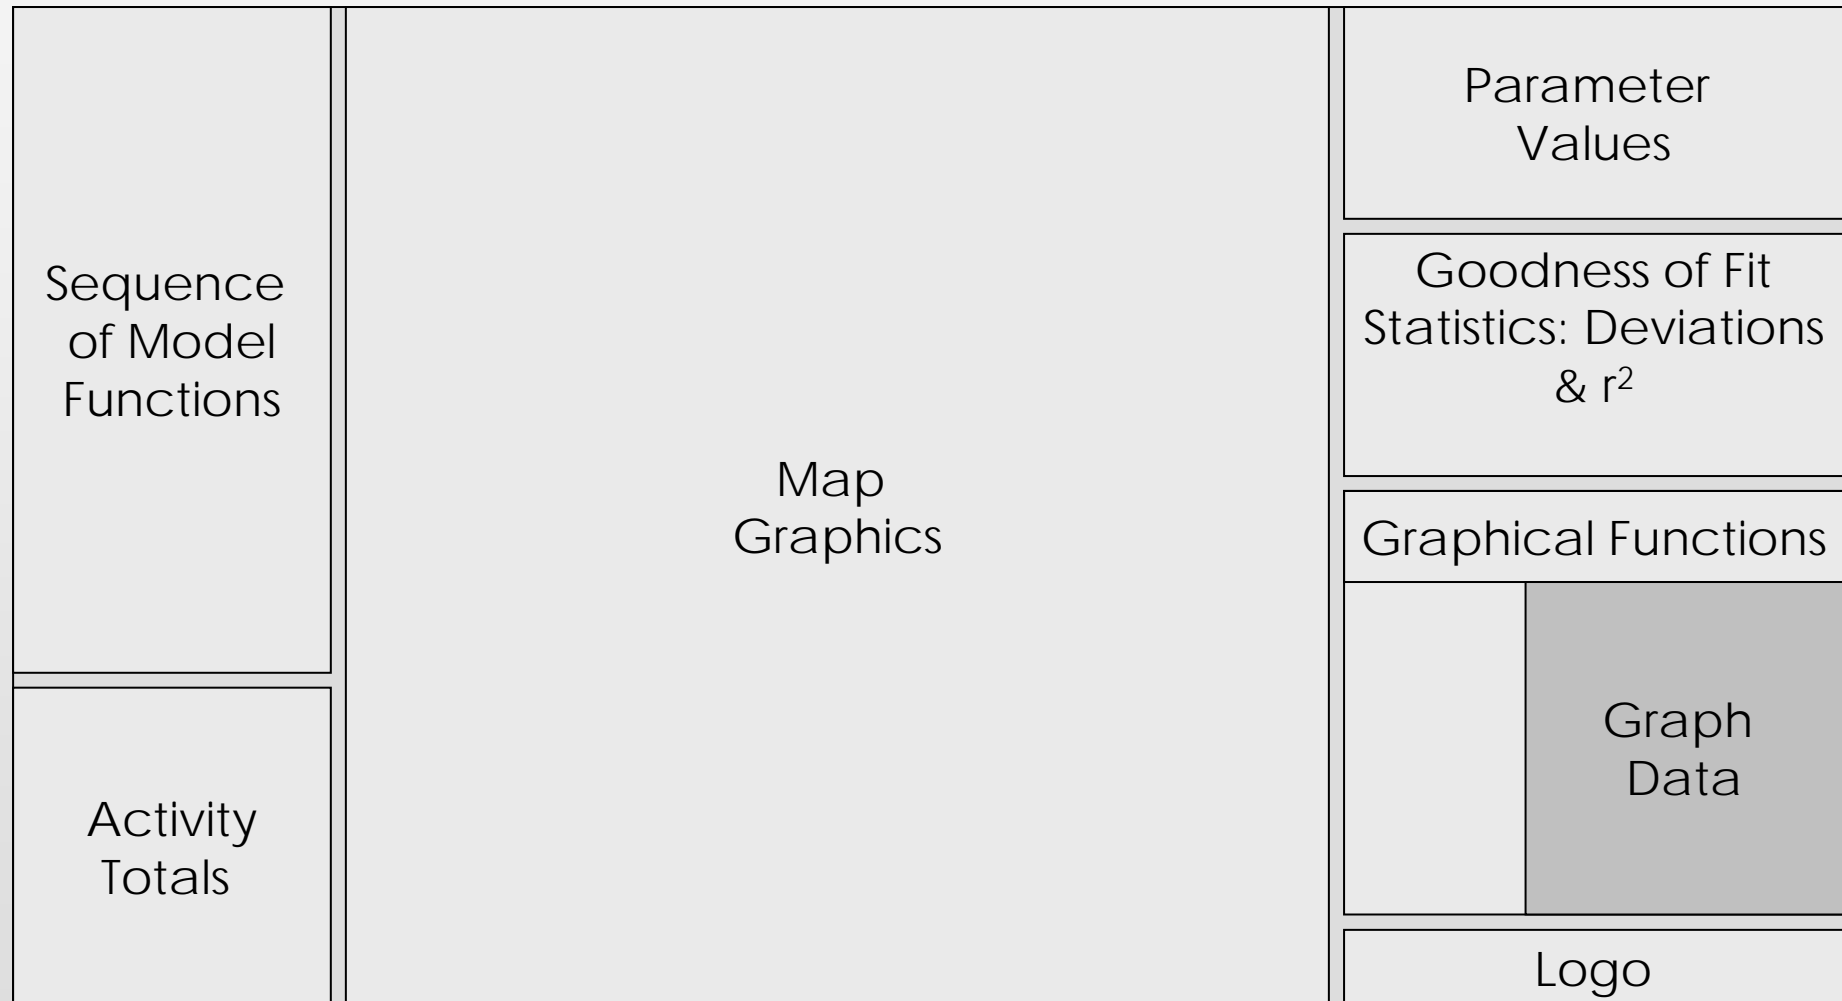 Sequence
of Model
Functions
Activity
Totals
Map
Graphics
Parameter
Values
Goodness of Fit
Statistics: Deviations
& r²
Graphical Functions
Graph
Data
Logo